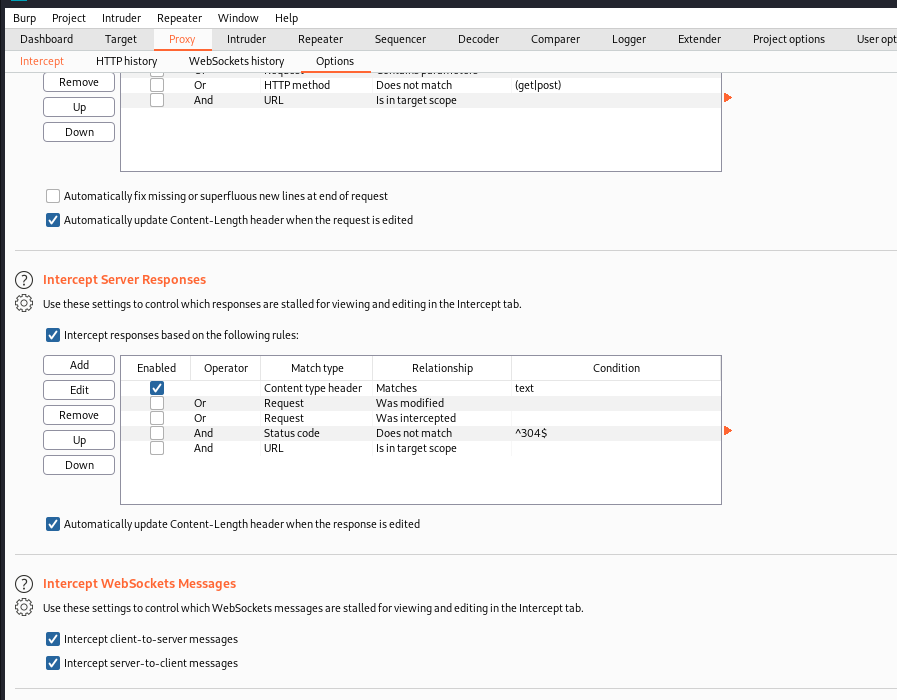 Burp Project Intruder Repeater Window Help
Dashboard Target Proxy Intruder Repeater Sequencer Decoder Comparer Logger Extender Project options User opt
Intercept HTTP history WebSockets history Options
Or Request Contains parameters
Remove Or HTTP method Does not match (get|post)
And URL Is in target scope
Up
Down
Automatically fix missing or superfluous new lines at end of request
Automatically update Content-Length header when the request is edited
? Intercept Server Responses
Use these settings to control which responses are stalled for viewing and editing in the Intercept tab.
Intercept responses based on the following rules:
Add Enabled Operator Match type Relationship Condition
Edit Content type header Matches text
Or Request Was modified
Remove Or Request Was intercepted
Up And Status code Does not match ^304$
And URL Is in target scope
Down
Automatically update Content-Length header when the response is edited
? Intercept WebSockets Messages
Use these settings to control which WebSockets messages are stalled for viewing and editing in the Intercept tab.
Intercept client-to-server messages
Intercept server-to-client messages